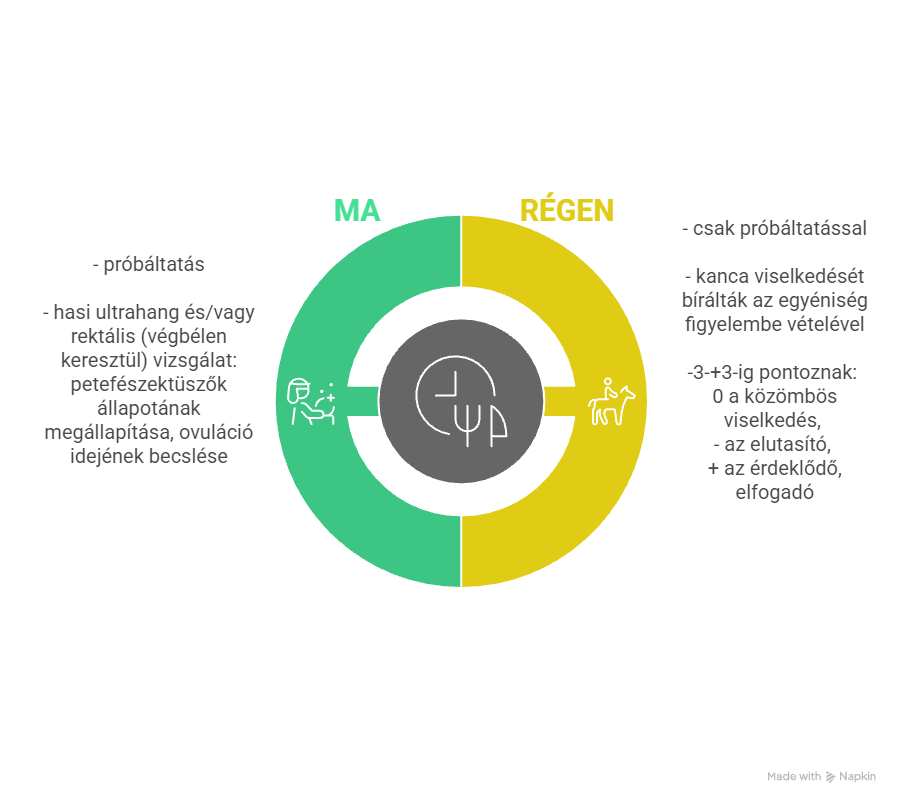 MA
- próbáltatás
- hasi ultrahang és/vagy
rektális (végbélen
keresztül) vizsgálat:
petefészektüszők
állapotának
megállapítása, ovuláció
idejének becslése
RÉGEN
- csak próbáltatással
- kanca viselkedését
bírálták az egyéniség
figyelembe vételével
-3-+3-ig pontoznak:
0 a közömbös
viselkedés,
- az elutasító,
+ az érdeklődő,
elfogadó
Made with Napkin